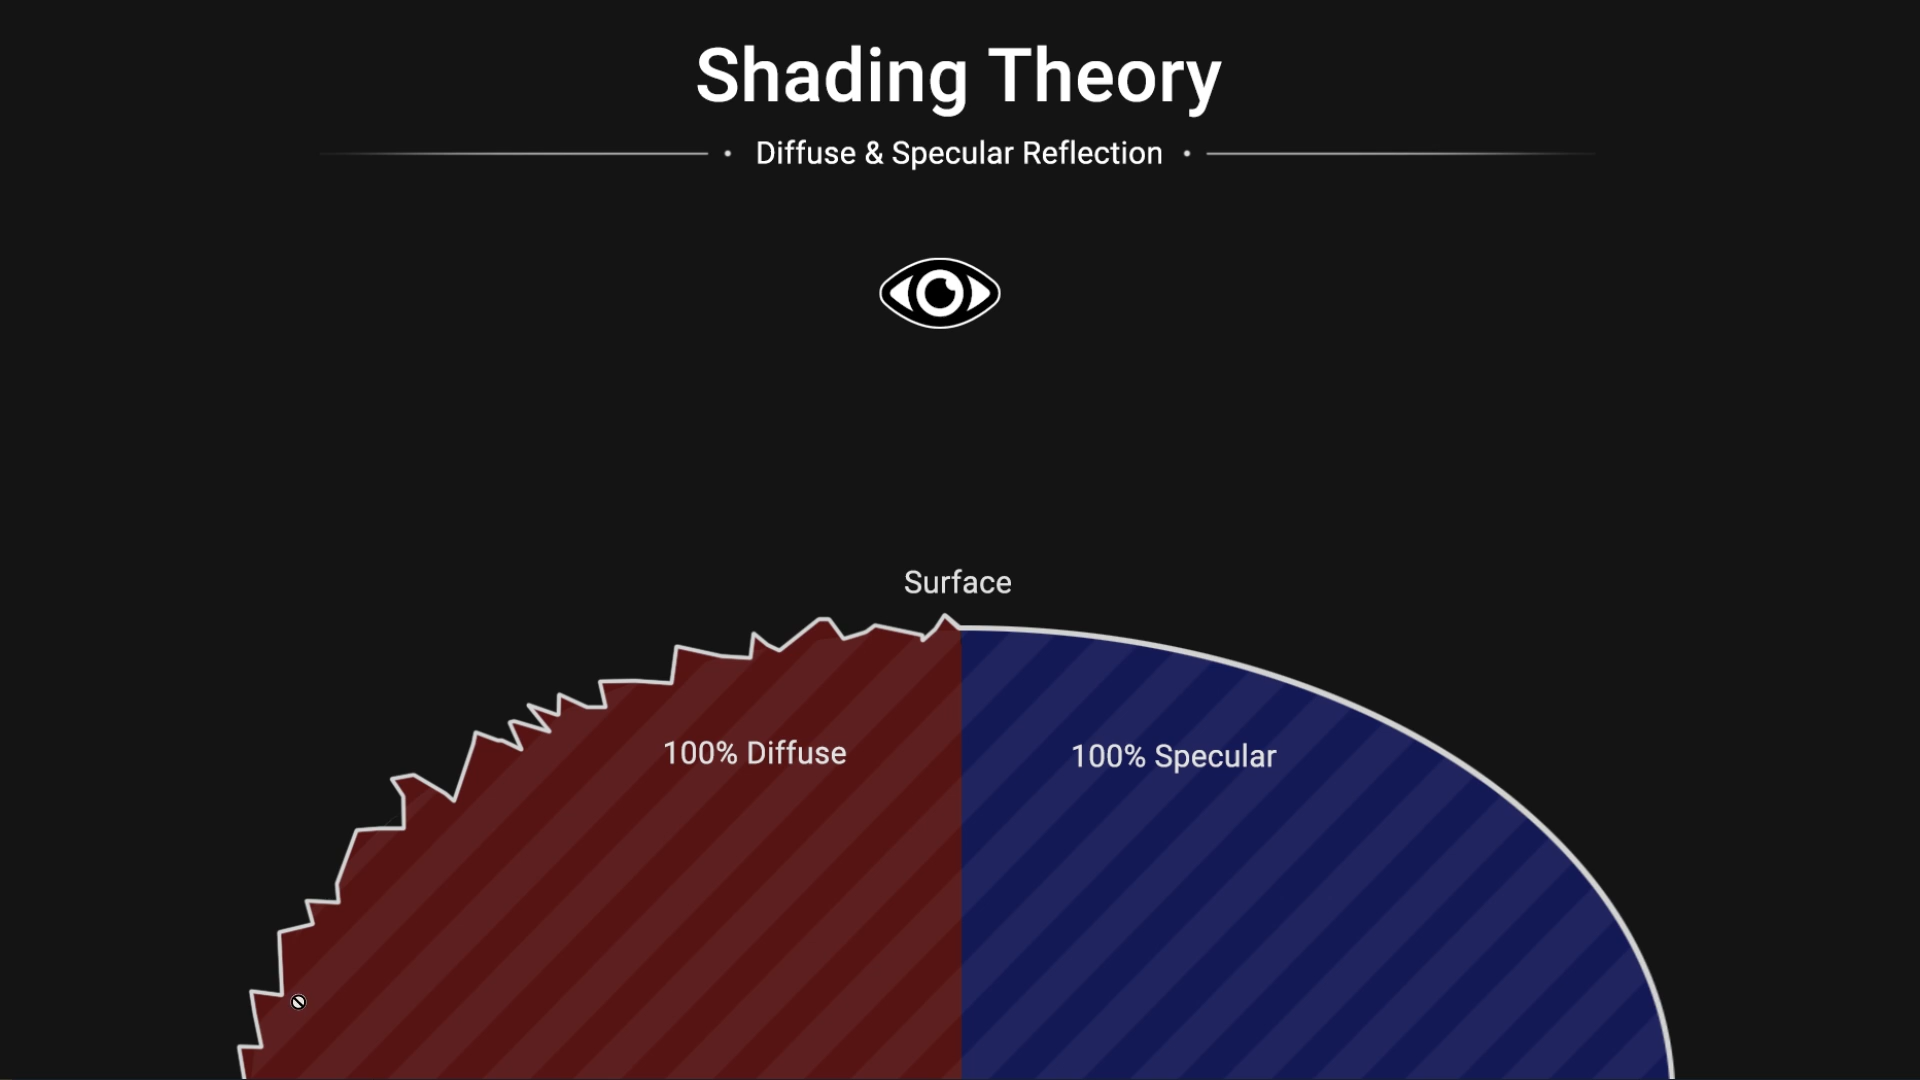 Shading Theory
Diffuse & Specular Reflection
Surface
100% Diffuse
100% Specular